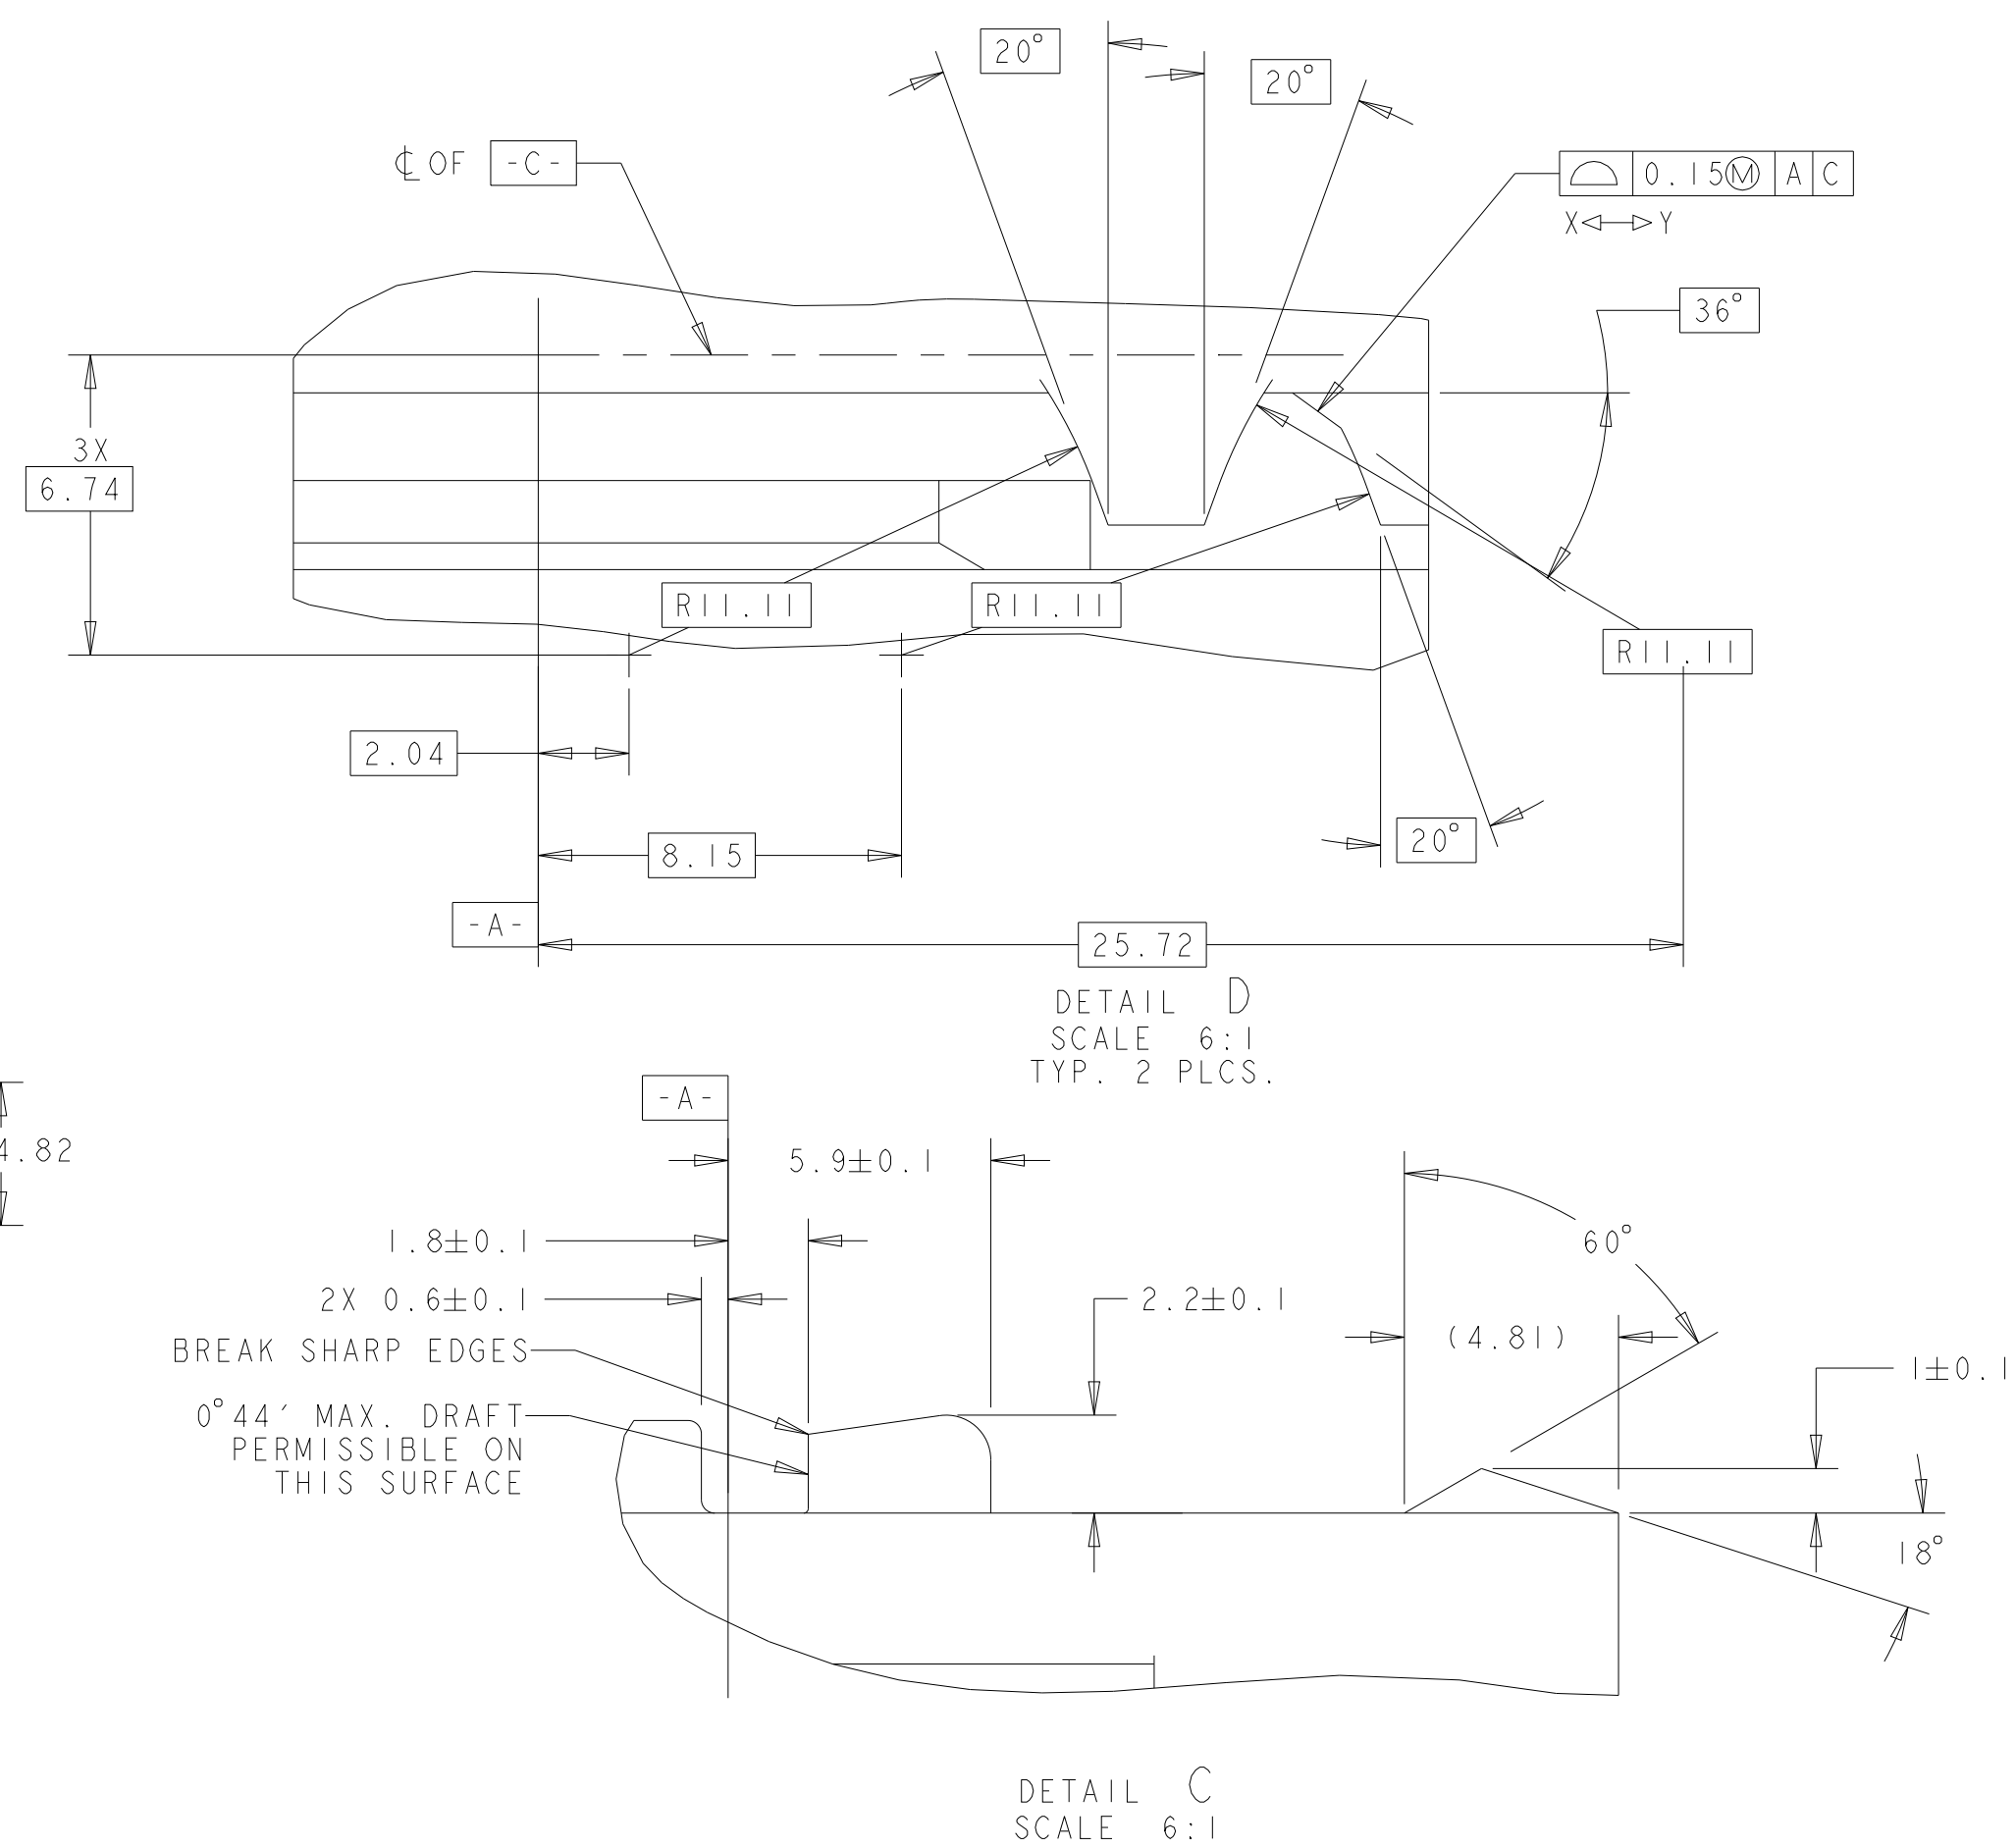 20°
20°
℄ OF -C-
0.15Ⓜ A C
X Y
36°
3X
6.74
R11.11
R11.11
R11.11
2.04
8.15
20°
-A-
25.72
DETAIL D
SCALE 6:1
TYP. 2 PLCS.
-A-
4.82
5.9±0.1
1.8±0.1
60°
2X 0.6±0.1
2.2±0.1
(4.81)
BREAK SHARP EDGES
1±0.1
0°44′ MAX. DRAFT
PERMISSIBLE ON
THIS SURFACE
18°
DETAIL C
SCALE 6:1